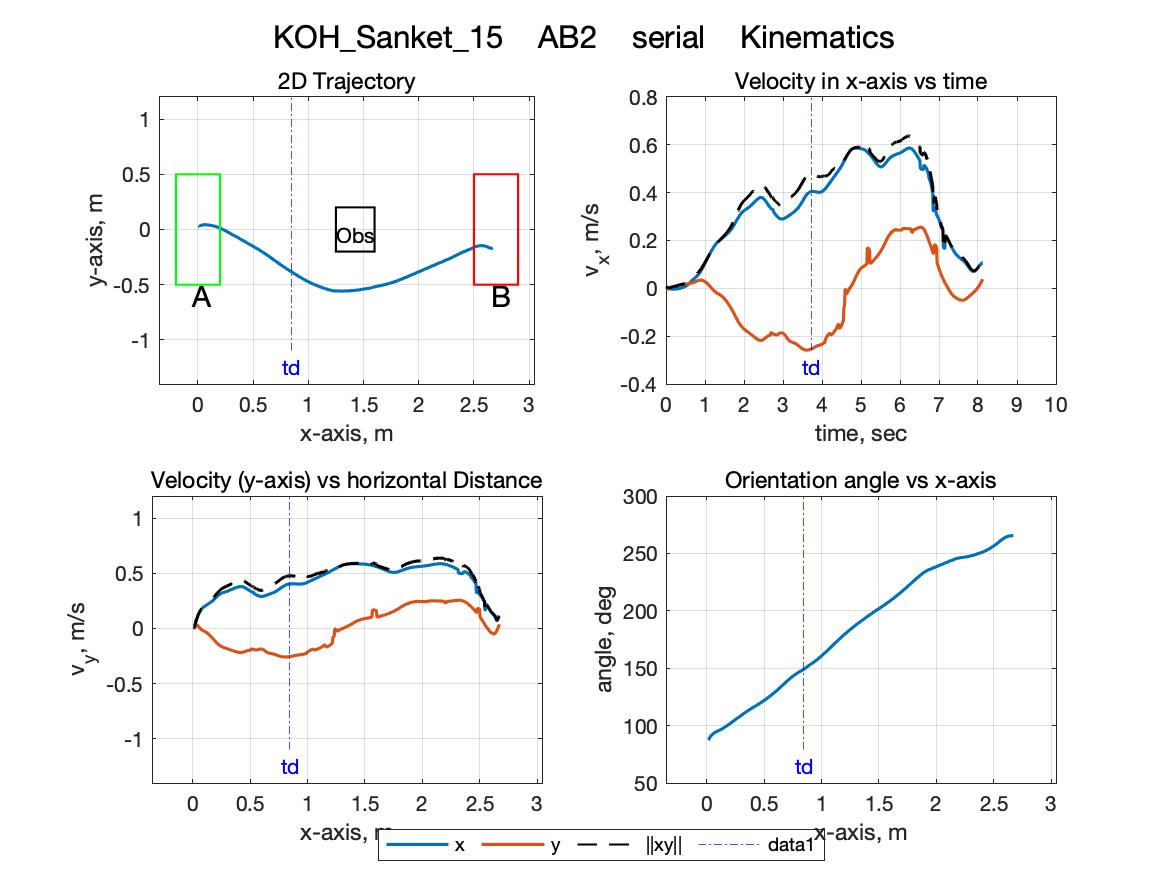 KOH_Sanket_15 AB2 serial Kinematics
2D Trajectory
1
0.5
0
-0.5
-1
y-axis, m
Obs
A
B
td
0 0.5 1 1.5 2 2.5 3
x-axis, m
Velocity in x-axis vs time
0.8
0.6
0.4
0.2
0
-0.2
-0.4
v_x, m/s
td
0 1 2 3 4 5 6 7 8 9 10
time, sec
Velocity (y-axis) vs horizontal Distance
1
0.5
0
-0.5
-1
v_y, m/s
td
0 0.5 1 1.5 2 2.5 3
x-axis, m
Orientation angle vs x-axis
300
250
200
150
100
50
angle, deg
td
0 0.5 1 1.5 2 2.5 3
x-axis, m
x y ||xy|| data1